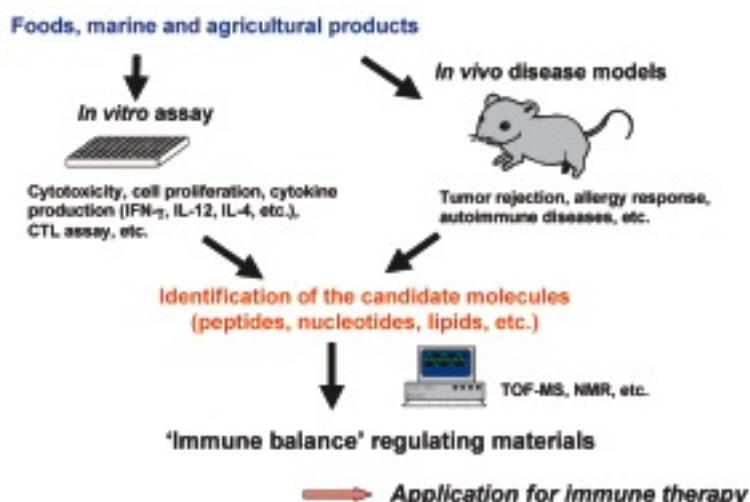 Foods, marine and agricultural products
In vivo disease models
In vitro assay
Cytotoxicity, cell proliferation, cytokine
production (IFN-γ, IL-12, IL-4, etc.),
CTL assay, etc.
Tumor rejection, allergy response,
autoimmune diseases, etc.
Identification of the candidate molecules
(peptides, nucleotides, lipids, etc.)
TOF-MS, NMR, etc.
‘Immune balance’ regulating materials
Application for immune therapy